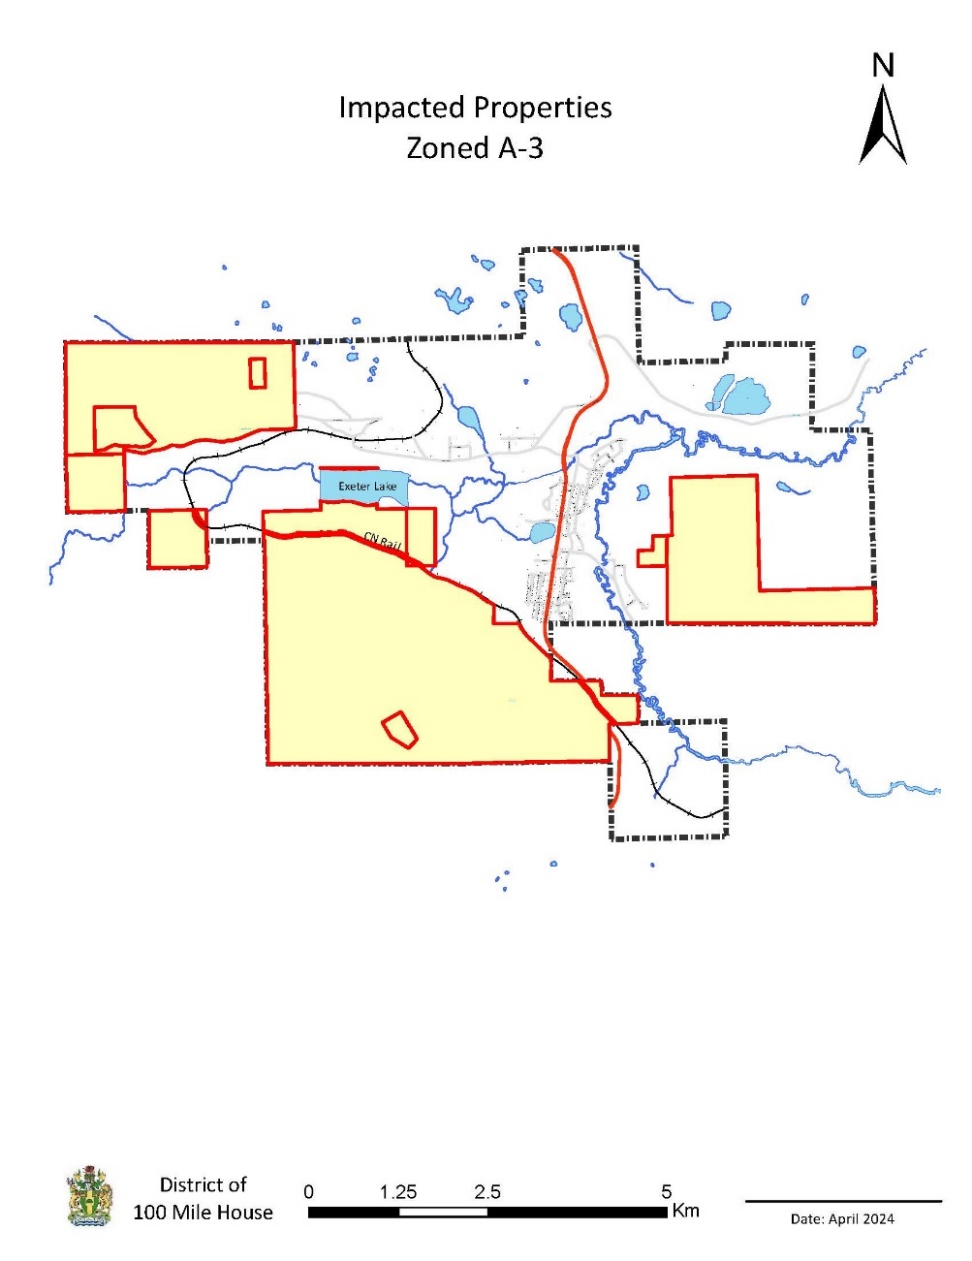 N
Impacted Properties
Zoned A-3
Exeter Lake
CN Rail
District of
100 Mile House
0 1.25 2.5 5
Km
Date: April 2024